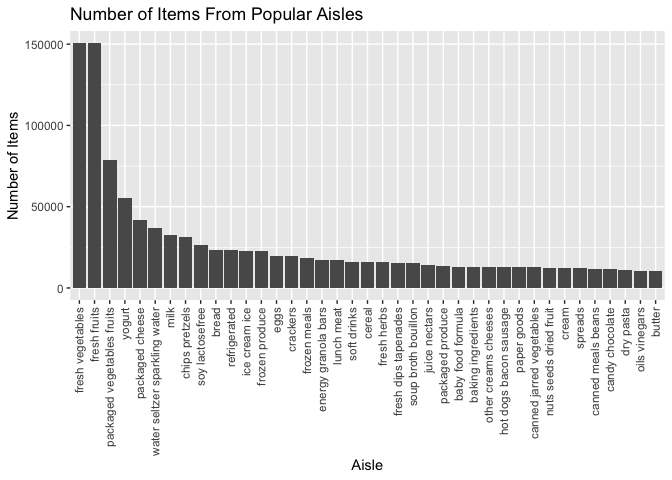 Number of Items From Popular Aisles
150000
100000
50000
0
Number of Items
fresh vegetables
fresh fruits
packaged vegetables fruits
yogurt
packaged cheese
water seltzer sparkling water
milk
chips pretzels
soy lactosefree
bread
refrigerated
ice cream ice
frozen produce
eggs
crackers
frozen meals
energy granola bars
lunch meat
soft drinks
cereal
fresh herbs
fresh dips tapenades
soup broth bouillon
juice nectars
packaged produce
baby food formula
baking ingredients
other creams cheeses
hot dogs bacon sausage
paper goods
canned jarred vegetables
nuts seeds dried fruit
cream
spreads
canned meals beans
candy chocolate
dry pasta
oils vinegars
butter
Aisle